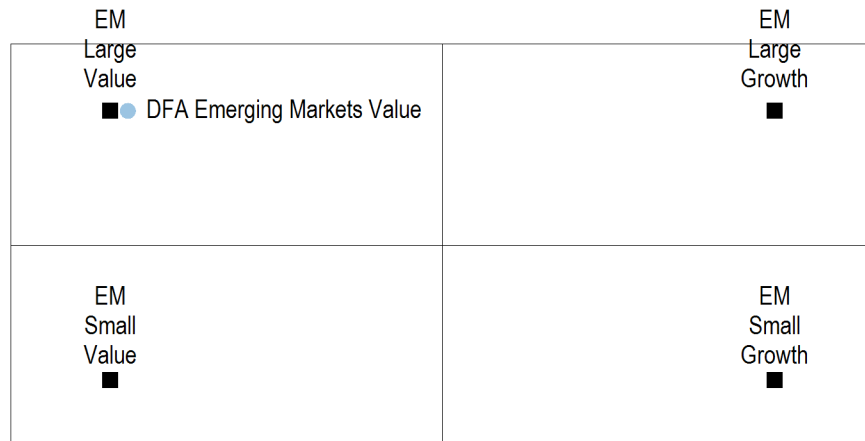 EM
Large
Value
EM
Large
Growth
DFA Emerging Markets Value
EM
Small
Value
EM
Small
Growth